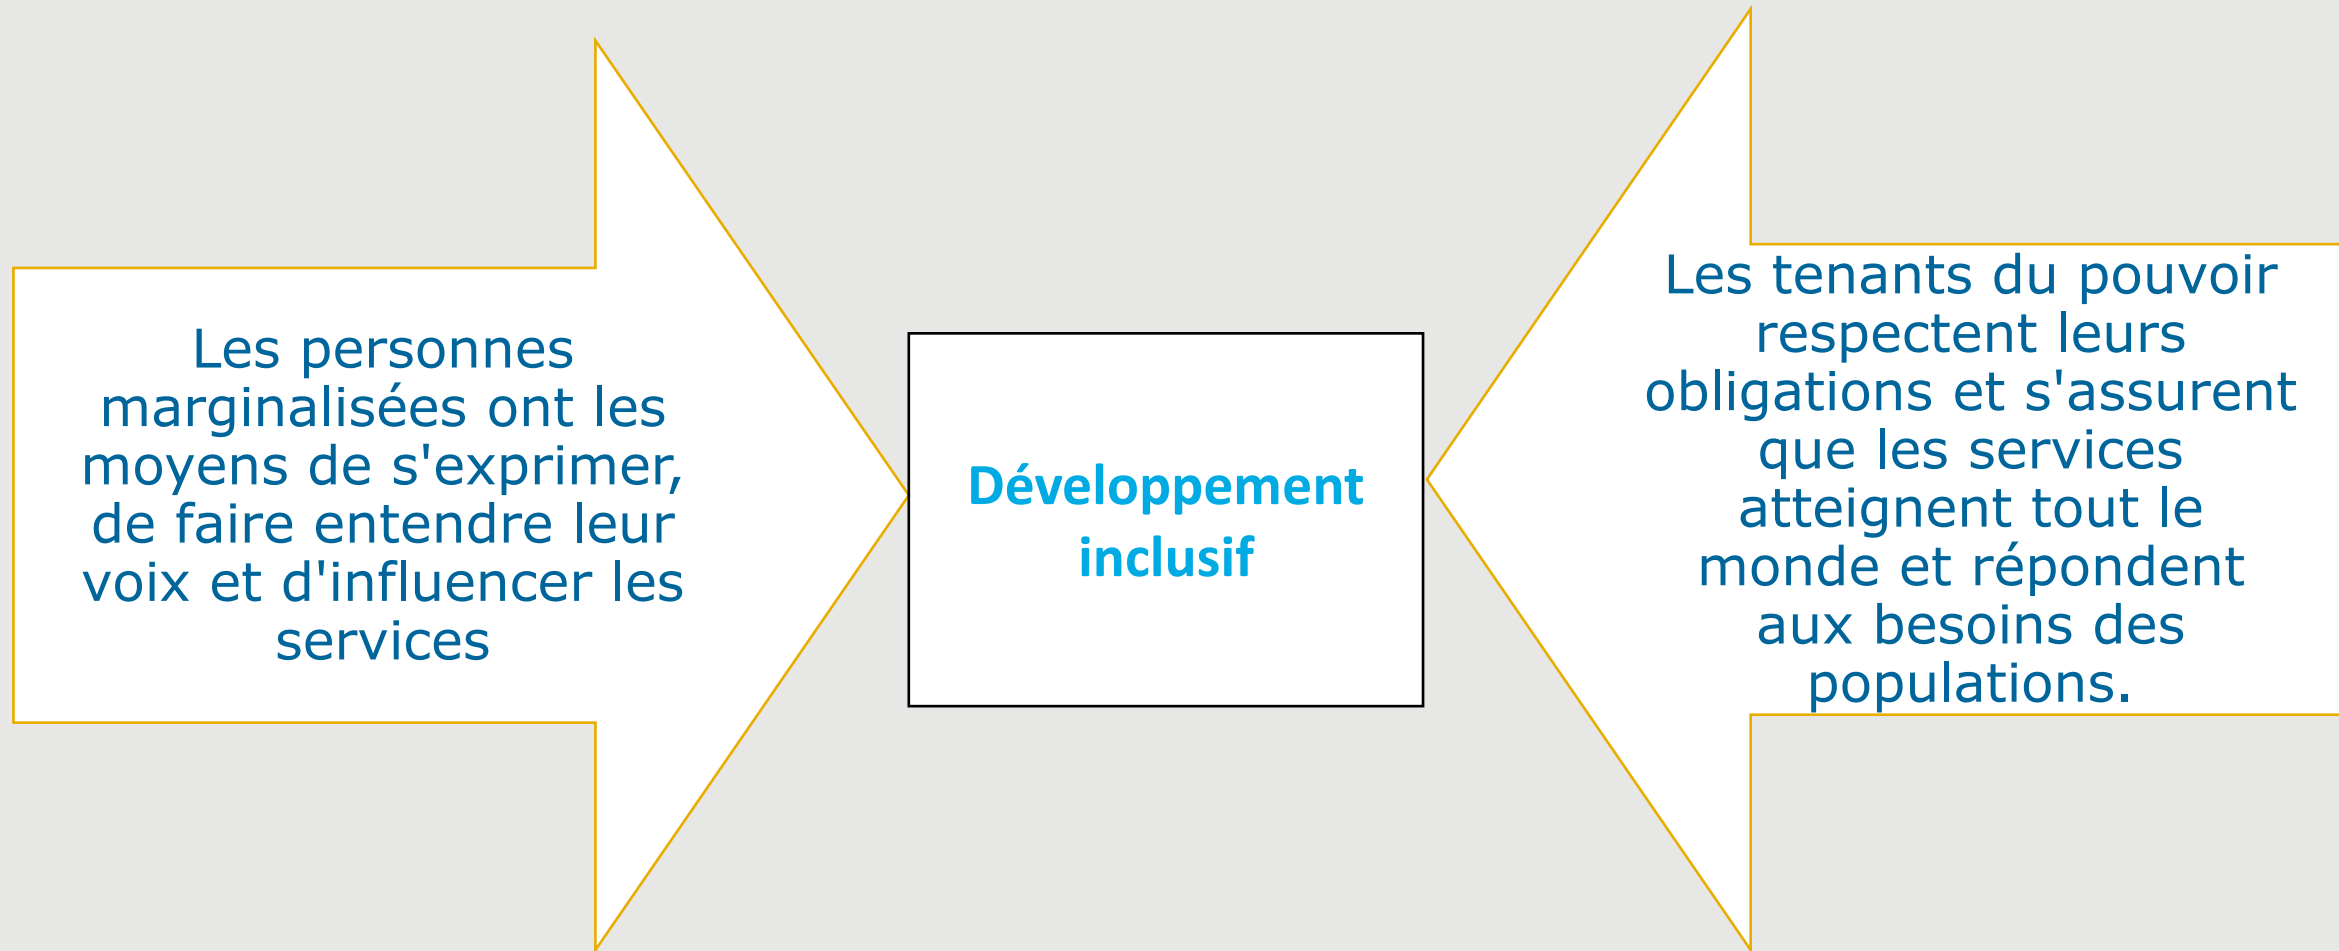 Les personnes
marginalisées ont les
moyens de s'exprimer,
de faire entendre leur
voix et d'influencer les
services
Développement
inclusif
Les tenants du pouvoir
respectent leurs
obligations et s'assurent
que les services
atteignent tout le
monde et répondent
aux besoins des
populations.